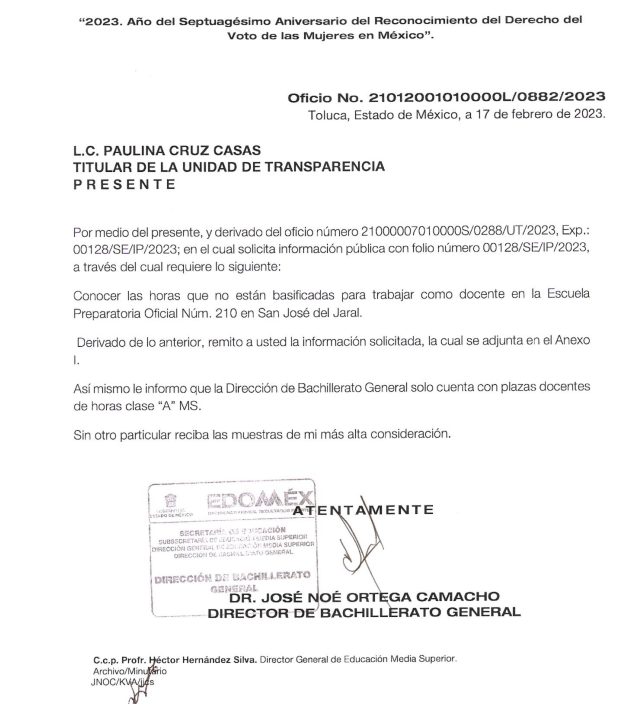 “2023. Año del Septuagésimo Aniversario del Reconocimiento del Derecho del
Voto de las Mujeres en México”.
Oficio No. 21012001010000L/0882/2023
Toluca, Estado de México, a 17 de febrero de 2023.
L.C. PAULINA CRUZ CASAS
TITULAR DE LA UNIDAD DE TRANSPARENCIA
P R E S E N T E
Por medio del presente, y derivado del oficio número 21000007010000S/0288/UT/2023, Exp.:
00128/SE/IP/2023; en el cual solicita información pública con folio número 00128/SE/IP/2023,
a través del cual requiere lo siguiente:
Conocer las horas que no están basificadas para trabajar como docente en la Escuela
Preparatoria Oficial Núm. 210 en San José del Jaral.
Derivado de lo anterior, remito a usted la información solicitada, la cual se adjunta en el Anexo
I.
Así mismo le informo que la Dirección de Bachillerato General solo cuenta con plazas docentes
de horas clase “A” MS.
Sin otro particular reciba las muestras de mi más alta consideración.
EDOMÉX
ATENTAMENTE
SECRETARÍA DE EDUCACIÓN
SUBSECRETARÍA DE EDUCACIÓN MEDIA SUPERIOR
DIRECCIÓN GENERAL DE EDUCACIÓN MEDIA SUPERIOR
DIRECCIÓN DE BACHILLERATO GENERAL
DIRECCIÓN DE BACHILLERATO
GENERAL
DR. JOSÉ NOÉ ORTEGA CAMACHO
DIRECTOR DE BACHILLERATO GENERAL
C.c.p. Profr. Héctor Hernández Silva. Director General de Educación Media Superior.
Archivo/Minutario
JNOC/KVA/jjds